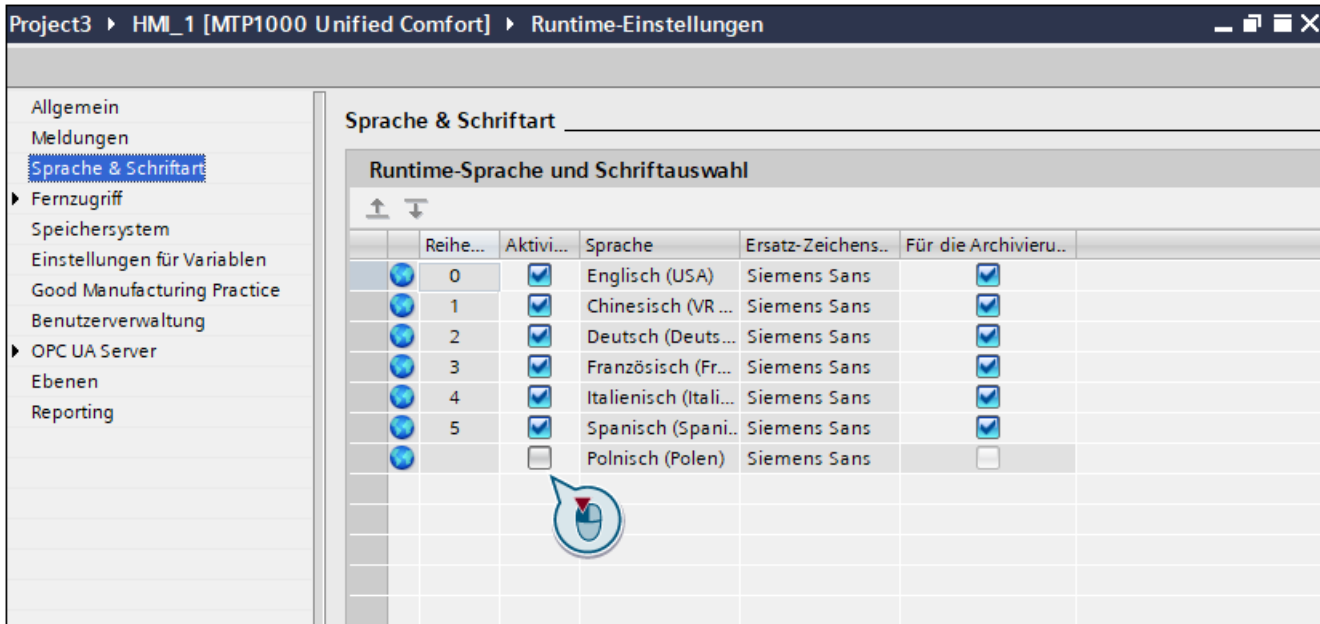 Project3 ▸ HMI_1 [MTP1000 Unified Comfort] ▸ Runtime-Einstellungen
Allgemein
Meldungen
Sprache & Schriftart
Fernzugriff
Speichersystem
Einstellungen für Variablen
Good Manufacturing Practice
Benutzerverwaltung
OPC UA Server
Ebenen
Reporting
Sprache & Schriftart
Runtime-Sprache und Schriftauswahl
Reihe... Aktivi... Sprache Ersatz-Zeichens.. Für die Archivieru..
0 Englisch (USA) Siemens Sans
1 Chinesisch (VR ... Siemens Sans
2 Deutsch (Deuts... Siemens Sans
3 Französisch (Fr... Siemens Sans
4 Italienisch (Itali... Siemens Sans
5 Spanisch (Spani.. Siemens Sans
Polnisch (Polen) Siemens Sans